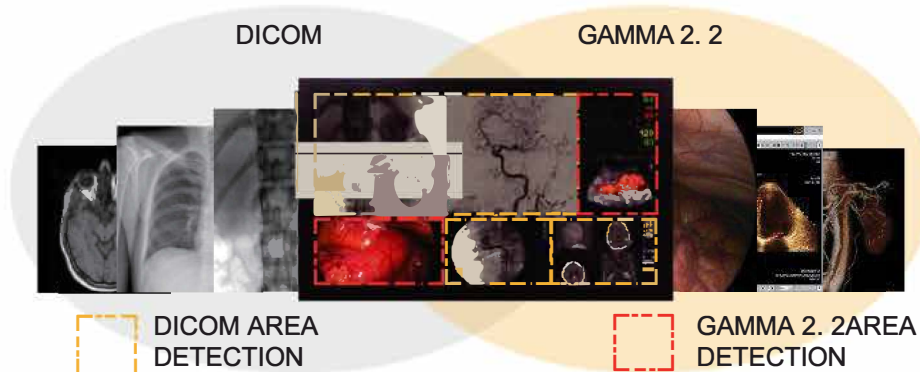 DICOM
GAMMA 2. 2
DICOM AREA
DETECTION
GAMMA 2. 2AREA
DETECTION